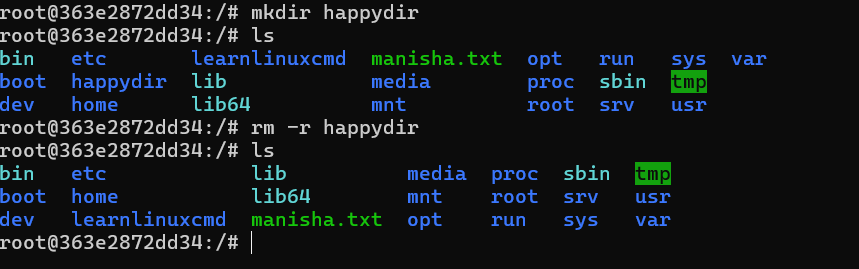 root@363e2872dd34:/# mkdir happydir
root@363e2872dd34:/# ls
bin   etc       learnlinuxcmd  manisha.txt  opt   run   sys  var
boot  happydir  lib            media        proc  sbin  tmp
dev   home      lib64          mnt          root  srv   usr
root@363e2872dd34:/# rm -r happydir
root@363e2872dd34:/# ls
bin   etc            lib          media  proc  sbin  tmp
boot  home           lib64        mnt    root  srv   usr
dev   learnlinuxcmd  manisha.txt  opt    run   sys   var
root@363e2872dd34:/#